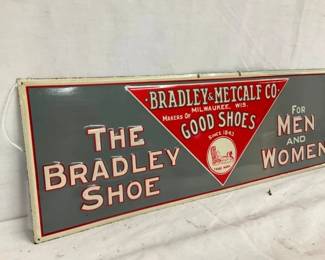 THE
BRADLEY
SHOE
BRADLEY & METCALF CO
MILWAUKEE, WIS.
MAKERS OF
GOOD SHOES
SINCE 1843
FOR
MEN
AND
WOMEN